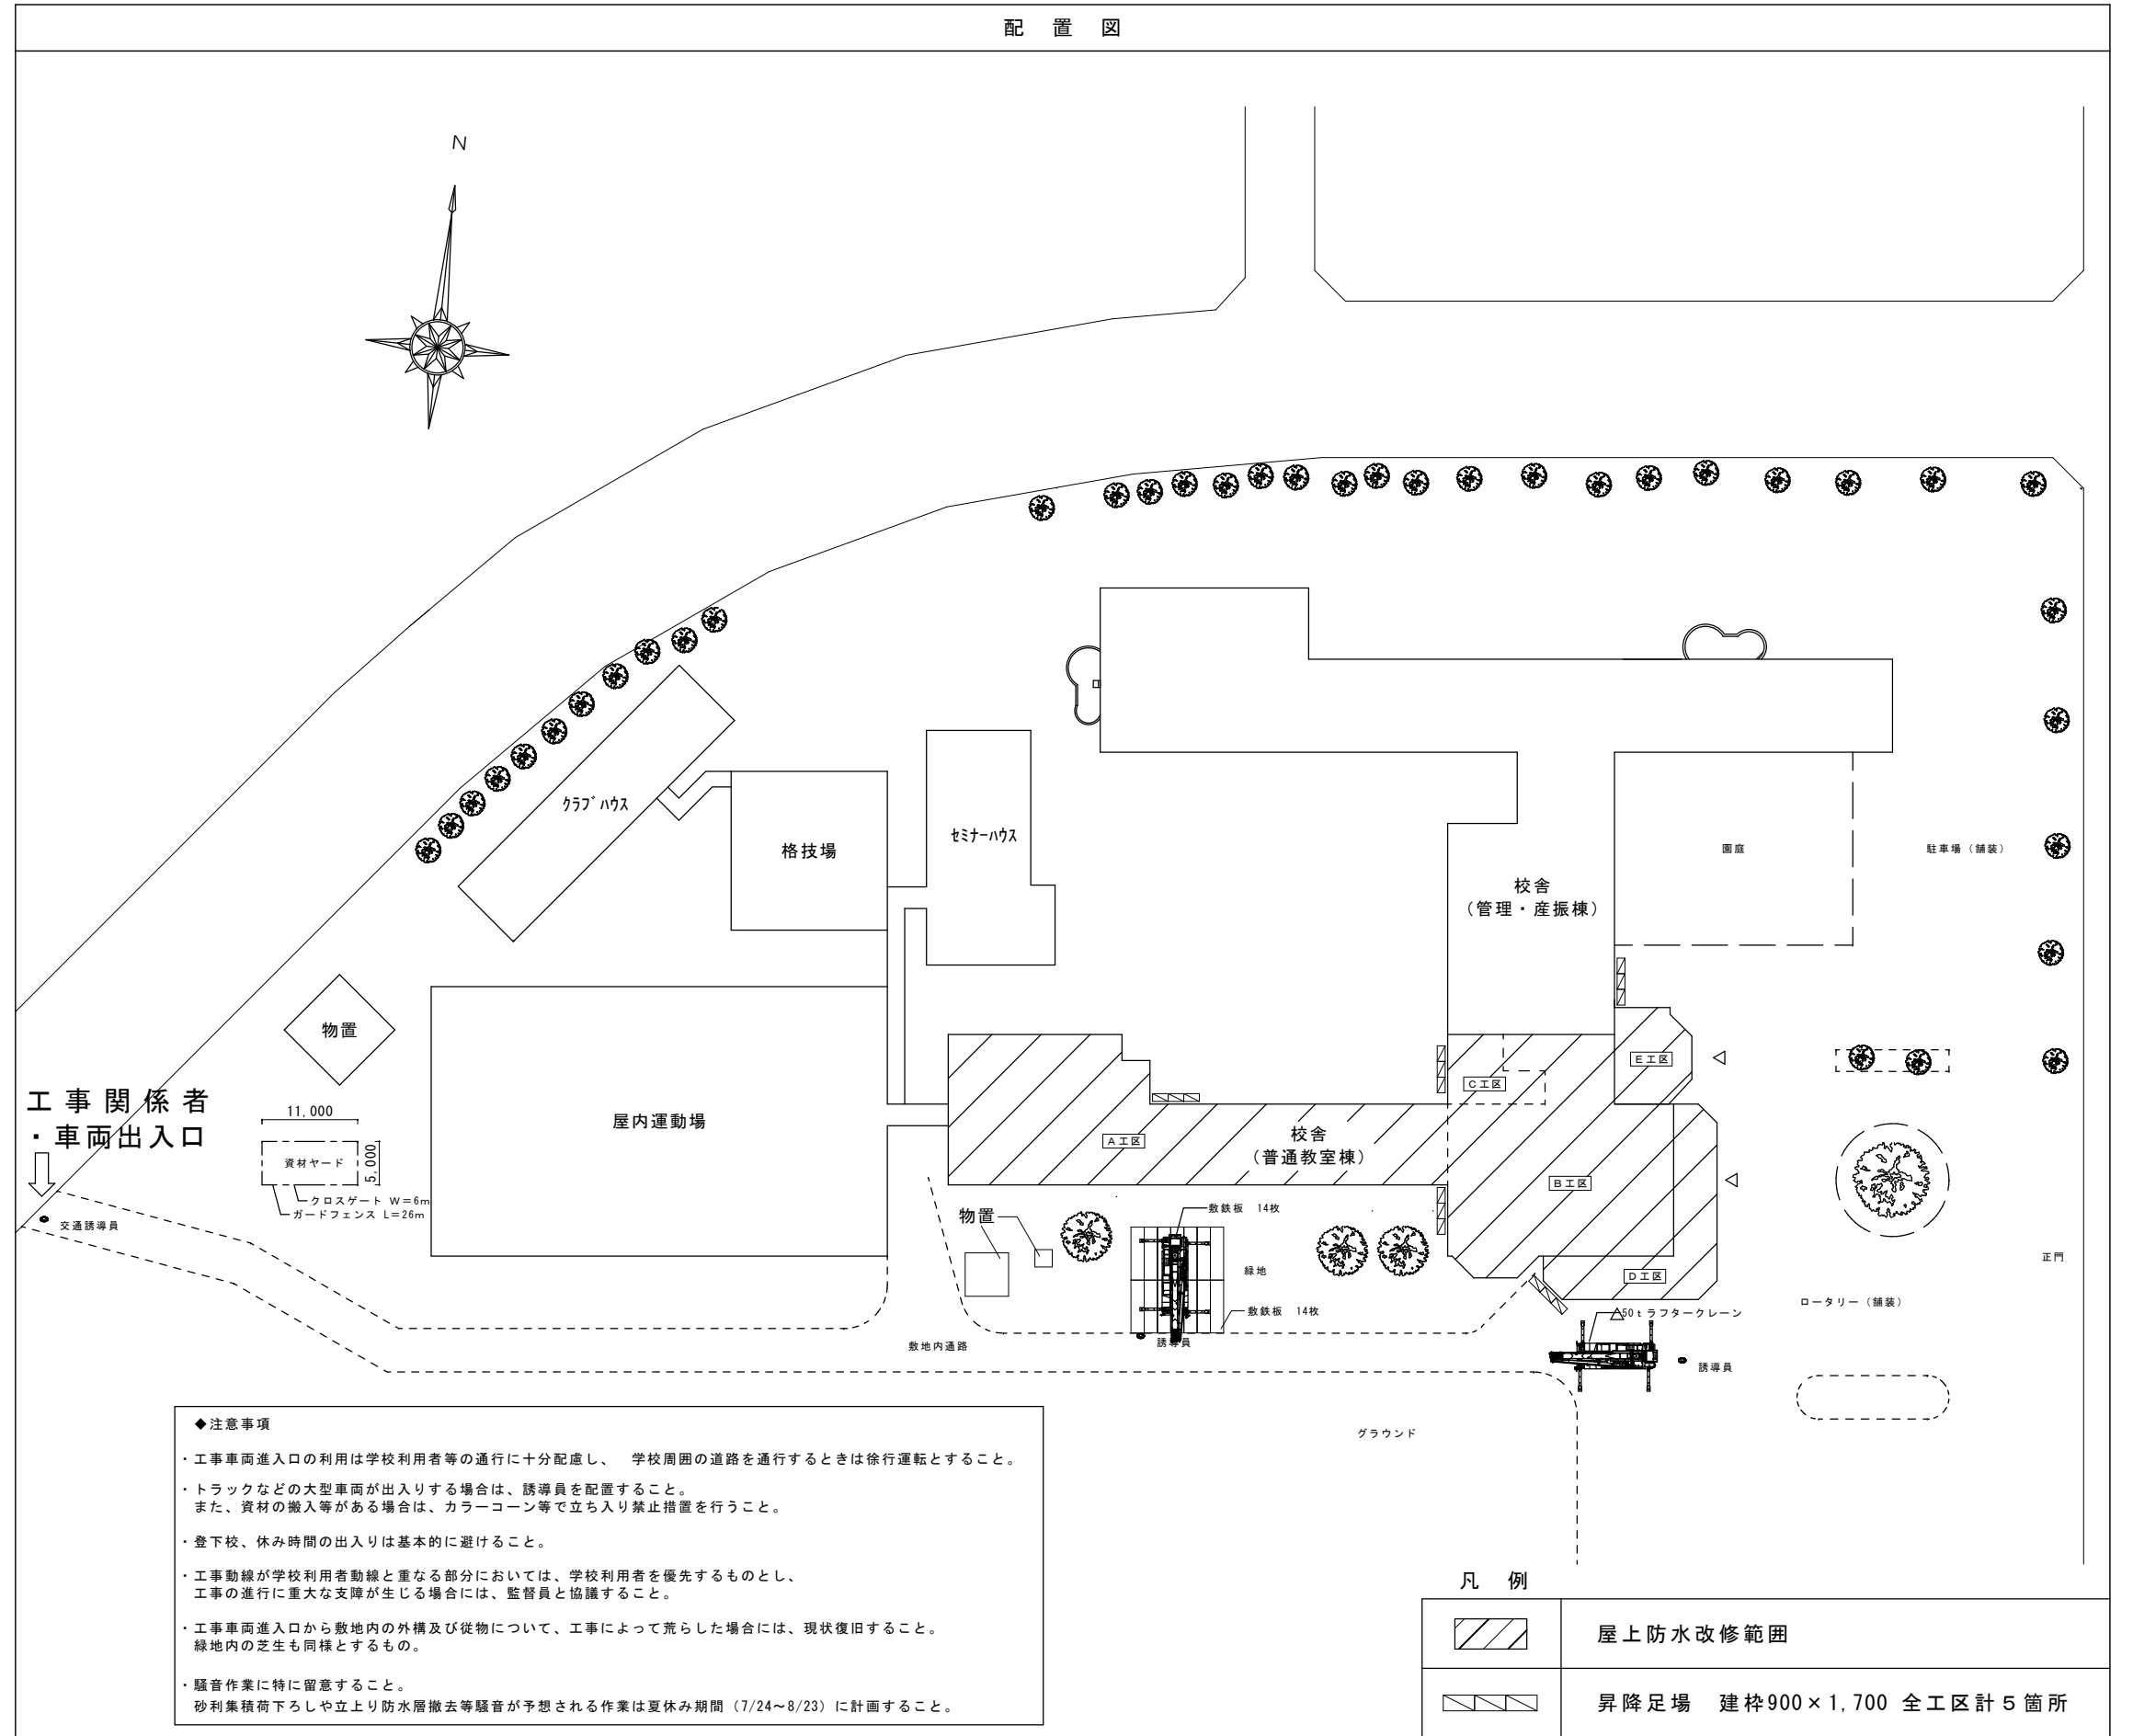 配 置 図
N
クラブハウス
格技場
セミナーハウス
園庭
駐車場（舗装）
校舎
（管理・産振棟）
物置
工事関係者
・車両出入口
11,000
資材ヤード
5,000
クロスゲート W＝6m
ガードフェンス L＝26m
交通誘導員
屋内運動場
A工区
校舎
（普通教室棟）
C工区
E工区
B工区
D工区
物置
敷鉄板 14枚
緑地
敷鉄板 14枚
誘導員
敷地内通路
50tラフタークレーン
誘導員
ロータリー（舗装）
正門
グラウンド
◆注意事項
・工事車両進入口の利用は学校利用者等の通行に十分配慮し、 学校周囲の道路を通行するときは徐行運転とすること。
・トラックなどの大型車両が出入りする場合は、誘導員を配置すること。
また、資材の搬入等がある場合は、カラーコーン等で立ち入り禁止措置を行うこと。
・登下校、休み時間の出入りは基本的に避けること。
・工事動線が学校利用者動線と重なる部分においては、学校利用者を優先するものとし、
工事の進行に重大な支障が生じる場合には、監督員と協議すること。
・工事車両進入口から敷地内の外構及び従物について、工事によって荒らした場合には、現状復旧すること。
緑地内の芝生も同様とするもの。
・騒音作業に特に留意すること。
砂利集積荷下ろしや立上り防水層撤去等騒音が予想される作業は夏休み期間（7/24～8/23）に計画すること。
凡 例
屋上防水改修範囲
昇降足場 建枠900×1,700 全工区計５箇所